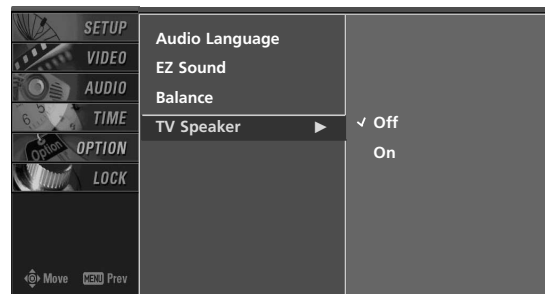 SETUP
VIDEO
AUDIO
TIME
OPTION
LOCK
Move MENU Prev
Audio Language
EZ Sound
Balance
TV Speaker
Off
On